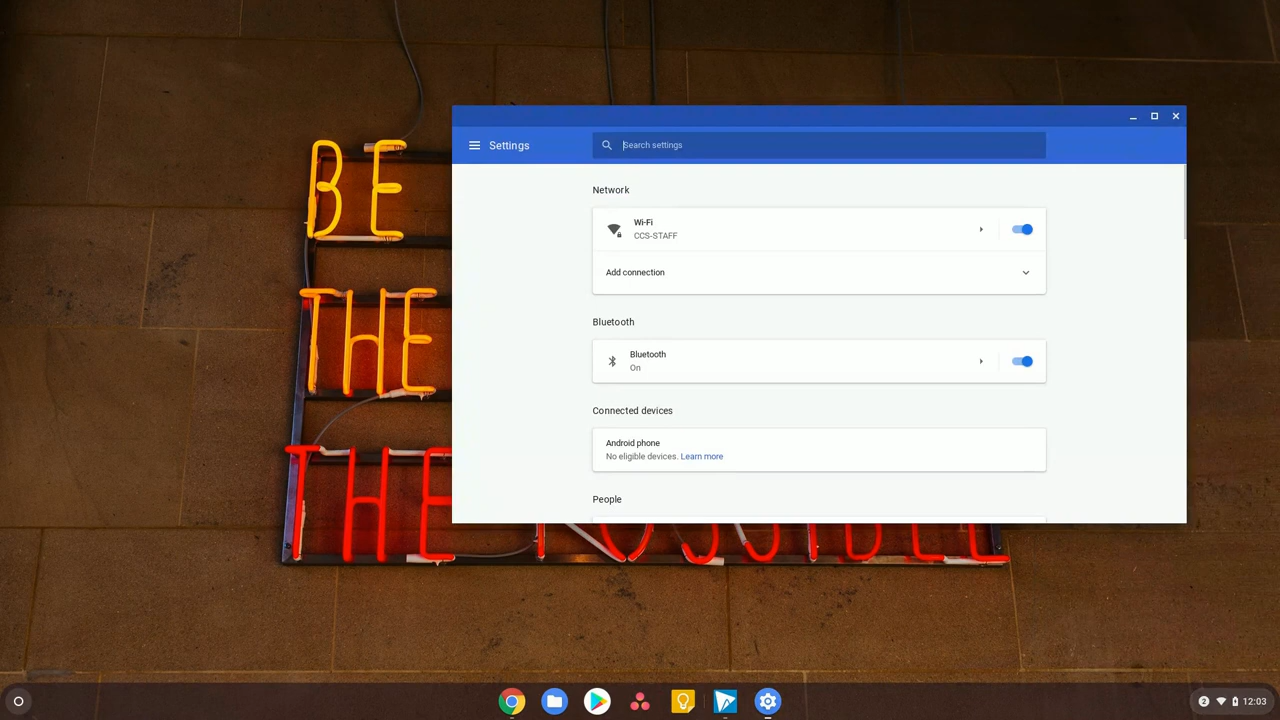 BE
THE
THE
Settings
Search settings
Network
Wi-Fi
CCS-STAFF
Add connection
Bluetooth
Bluetooth
On
Connected devices
Android phone
No eligible devices. Learn more
People
2
12:03